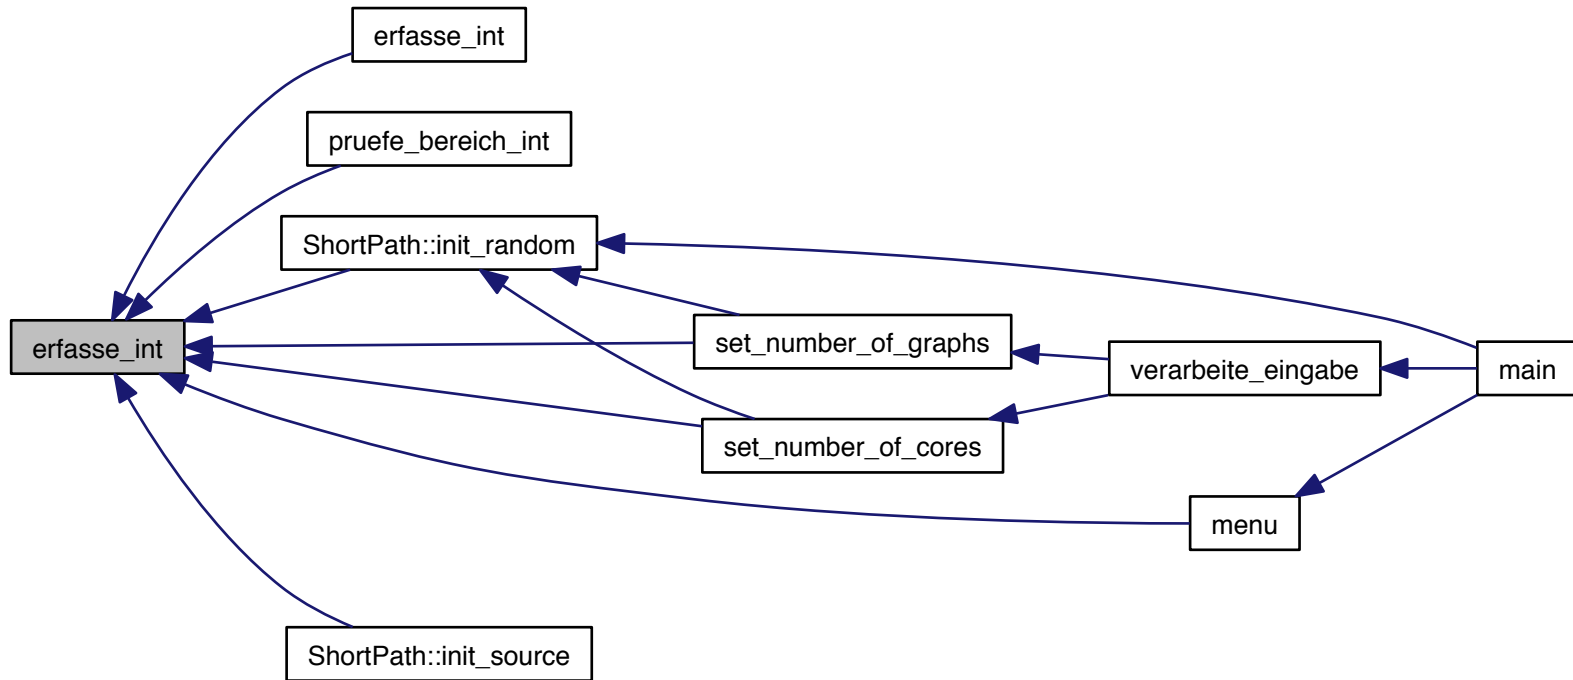 erfasse_int
pruefe_bereich_int
ShortPath::init_random
set_number_of_graphs
erfasse_int
verarbeite_eingabe
main
set_number_of_cores
menu
ShortPath::init_source